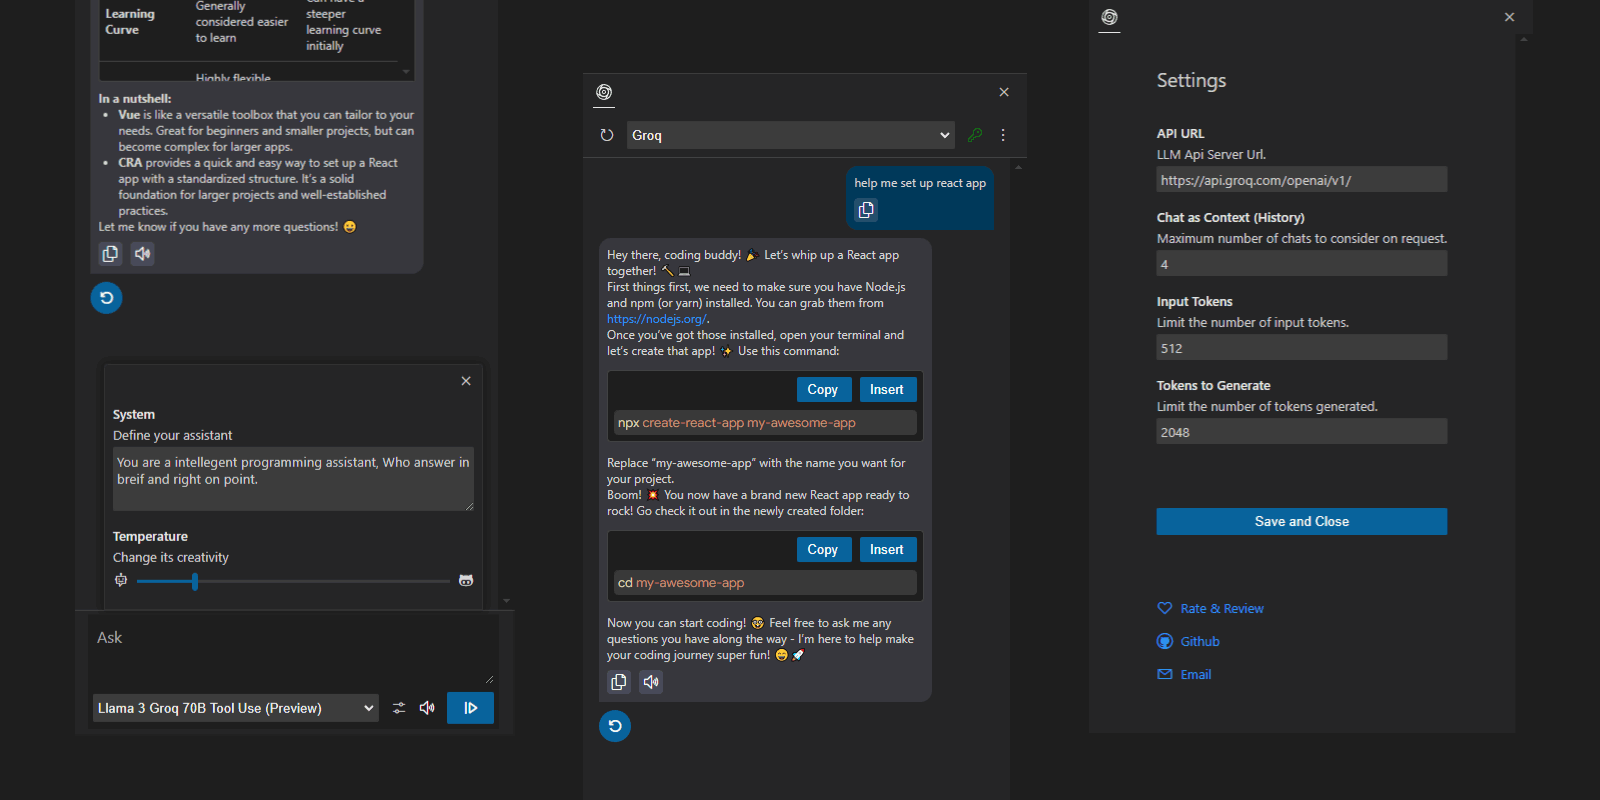 Learning
Curve
Generally
considered easier
to learn
can have a
steeper
learning curve
initially
Highly flexible
In a nutshell:
• Vue is like a versatile toolbox that you can tailor to your
needs. Great for beginners and smaller projects, but can
become complex for larger apps.
• CRA provides a quick and easy way to set up a React
app with a standardized structure. It's a solid
foundation for larger projects and well-established
practices.
Let me know if you have any more questions! 😄
System
Define your assistant
You are a intellegent programming assistant, Who answer in
breif and right on point.
Temperature
Change its creativity
Ask
Llama 3 Groq 70B Tool Use (Preview)
Groq
help me set up react app
Hey there, coding buddy! 🎉 Let's whip up a React app
together! 🔨 💻
First things first, we need to make sure you have Node.js
and npm (or yarn) installed. You can grab them from
https://nodejs.org/.
Once you've got those installed, open your terminal and
let's create that app! ✨ Use this command:
Copy Insert
npx create-react-app my-awesome-app
Replace “my-awesome-app” with the name you want for
your project.
Boom! 💥 You now have a brand new React app ready to
rock! Go check it out in the newly created folder:
Copy Insert
cd my-awesome-app
Now you can start coding! 🤓 Feel free to ask me any
questions you have along the way - I'm here to help make
your coding journey super fun! 😄 🚀
Settings
API URL
LLM Api Server Url.
https://api.groq.com/openai/v1/
Chat as Context (History)
Maximum number of chats to consider on request.
4
Input Tokens
Limit the number of input tokens.
512
Tokens to Generate
Limit the number of tokens generated.
2048
Save and Close
Rate & Review
Github
Email